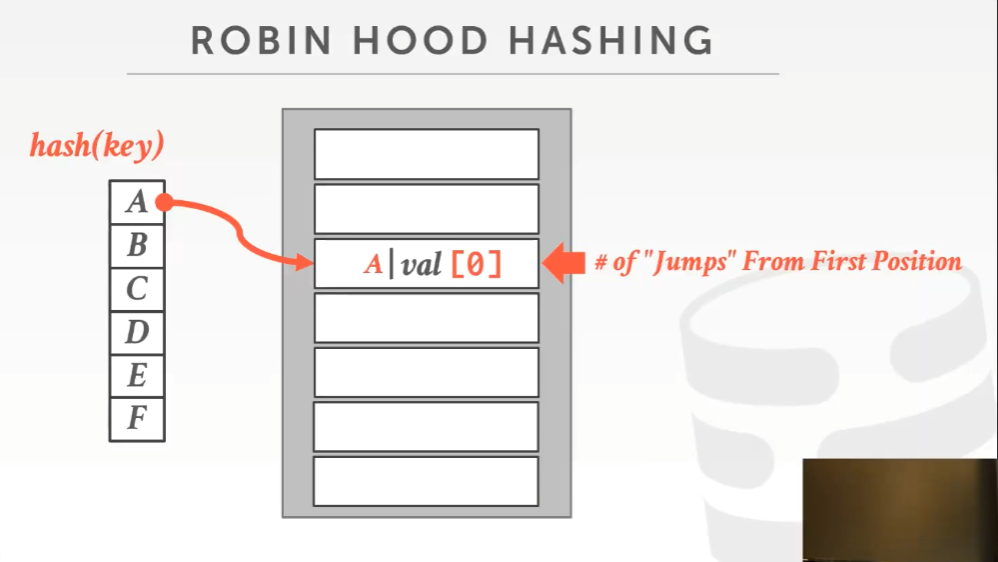 ROBIN HOOD HASHING
hash(key)
A
B
C
D
E
F
A|val [0]
# of "Jumps" From First Position